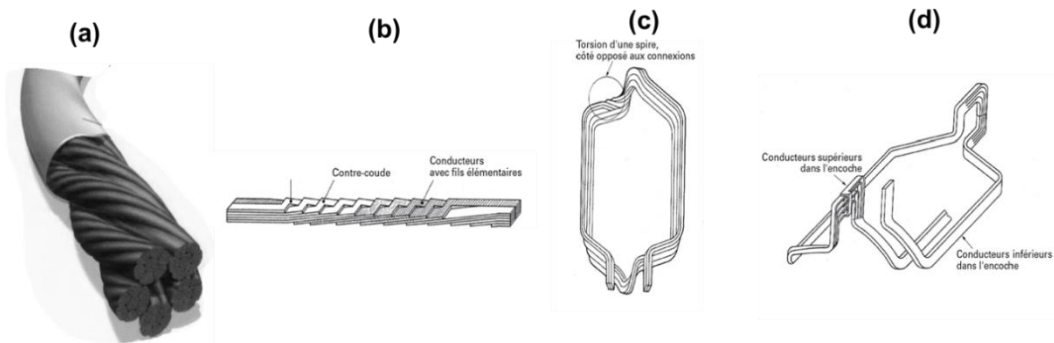 (a)
(b)
(c)
(d)
Contre-coude
Conducteurs
avec fils élémentaires
Torsion d'une spire,
côté opposé aux connexions
Conducteurs supérieurs
dans l'encoche
Conducteurs inférieurs
dans l'encoche